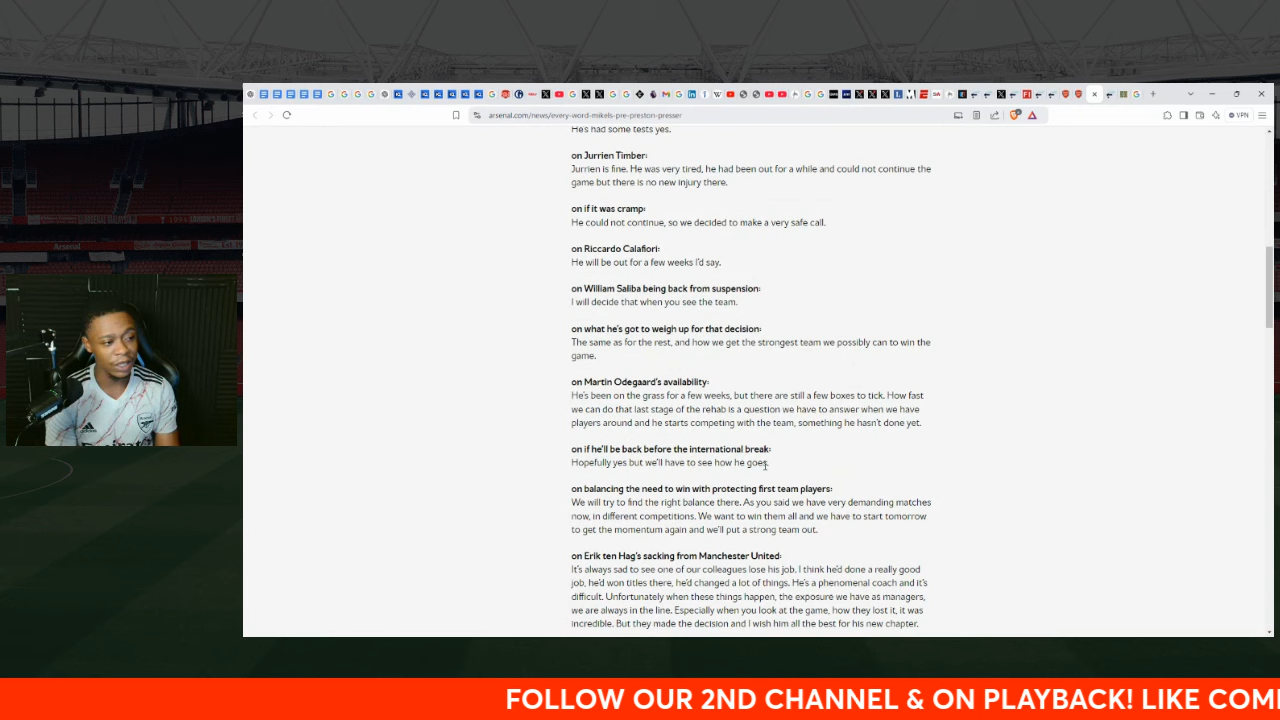 VPN
arsenal.com/news/every-word-mikels-pre-preston-presser
He's had some tests yes.
on Jurrien Timber:
Jurrien is fine. He was very tired, he had been out for a while and could not continue the
game but there is no new injury there.
on if it was cramp:
He could not continue, so we decided to make a very safe call.
on Riccardo Calafiori:
He will be out for a few weeks I'd say.
on William Saliba being back from suspension:
I will decide that when you see the team.
on what he's got to weigh up for that decision:
The same as for the rest, and how we get the strongest team we possibly can to win the
game.
on Martin Odegaard's availability:
He's been on the grass for a few weeks, but there are still a few boxes to tick. How fast
we can do that last stage of the rehab is a question we have to answer when we have
players around and he starts competing with the team, something he hasn't done yet.
on if he'll be back before the international break:
Hopefully yes but we'll have to see how he goes.
on balancing the need to win with protecting first team players:
We will try to find the right balance there. As you said we have very demanding matches
now, in different competitions. We want to win them all and we have to start tomorrow
to get the momentum again and we'll put a strong team out.
on Erik ten Hag's sacking from Manchester United:
It's always sad to see one of our colleagues lose his job. I think he'd done a really good
job, he'd won titles there, he'd changed a lot of things. He's a phenomenal coach and it's
difficult. Unfortunately when these things happen, the exposure we have as managers,
we are always in the line. Especially when you look at the game, how they lost it, it was
incredible. But they made the decision and I wish him all the best for his new chapter.
FOLLOW OUR 2ND CHANNEL & ON PLAYBACK! LIKE COM